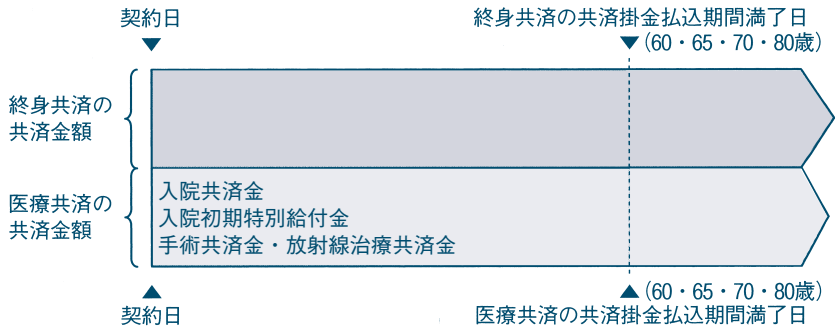 契約日
終身共済の共済掛金払込期間満了日
(60・65・70・80歳)
終身共済の
共済金額
医療共済の
共済金額
入院共済金
入院初期特別給付金
手術共済金・放射線治療共済金
(60・65・70・80歳)
契約日
医療共済の共済掛金払込期間満了日